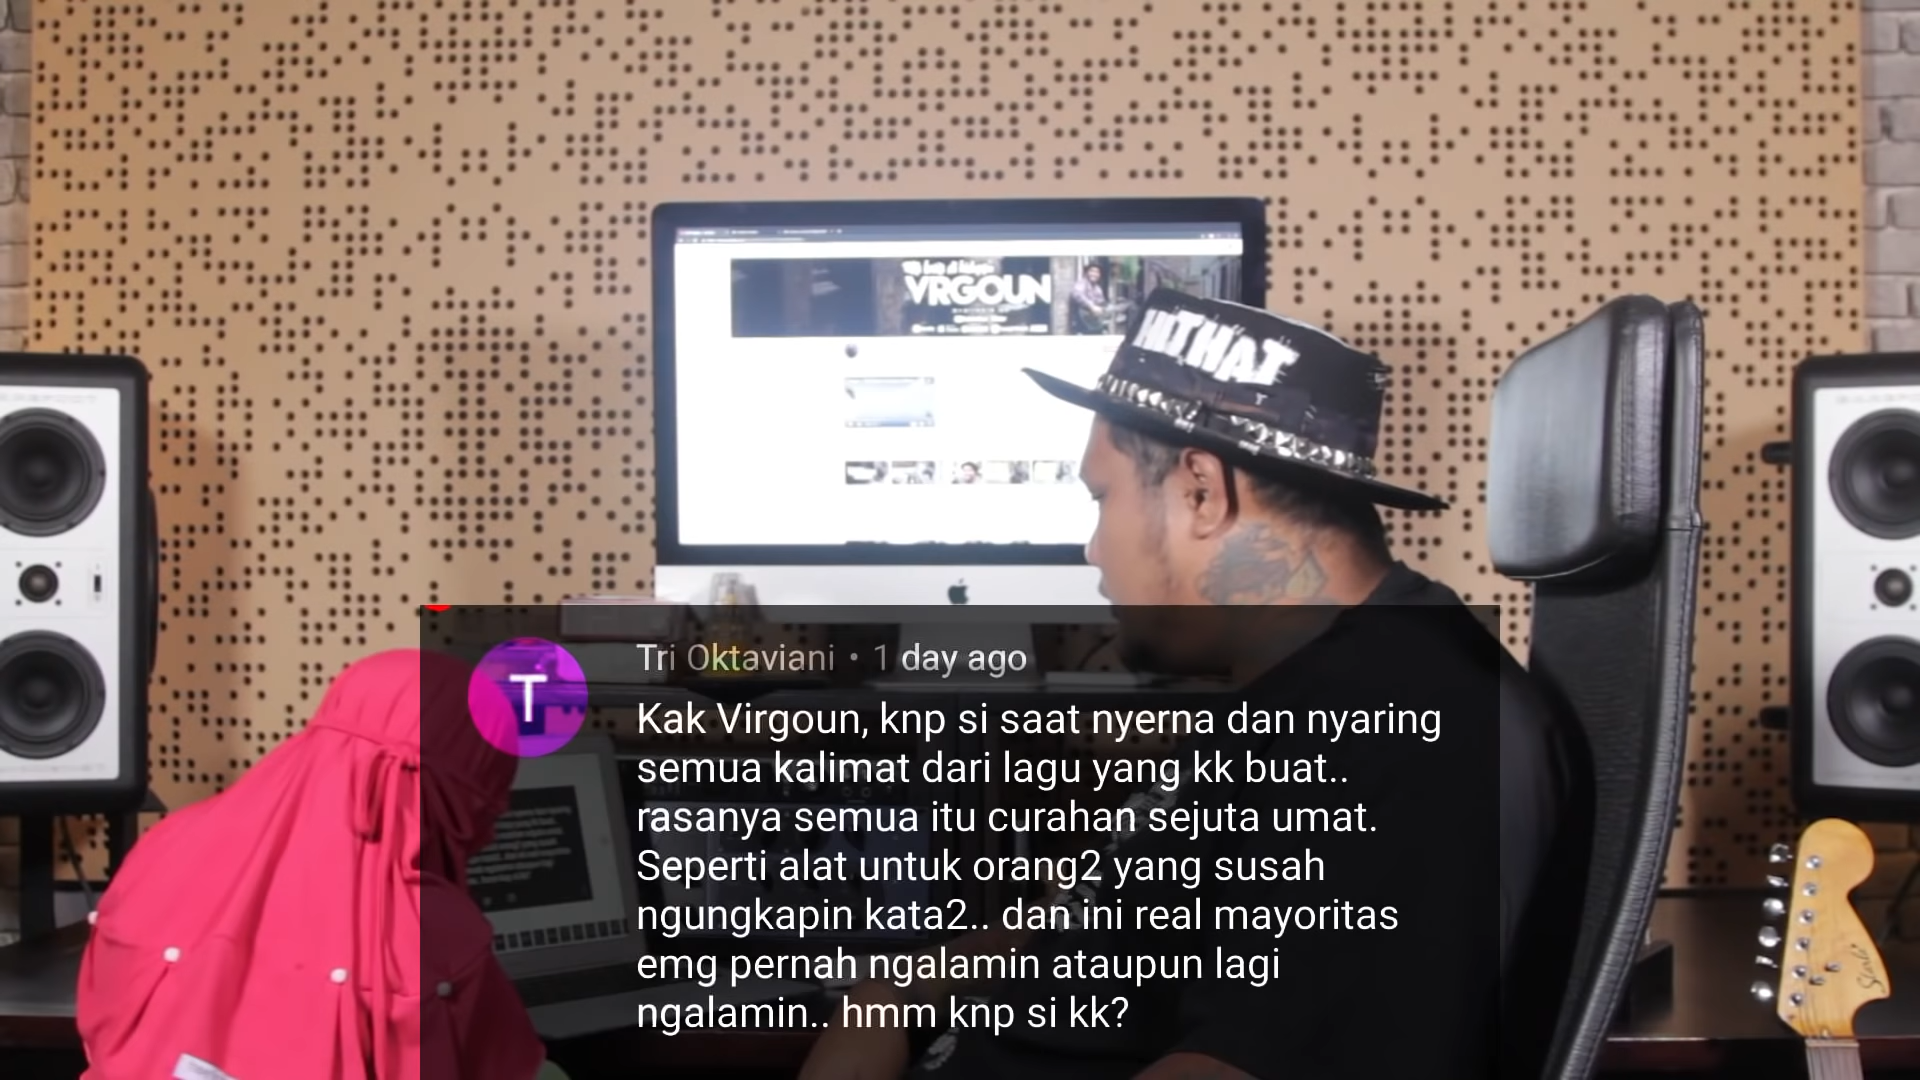 VRGOUN
HITHAT
T
Tri Oktaviani • 1 day ago
Kak Virgoun, knp si saat nyerna dan nyaring
semua kalimat dari lagu yang kk buat..
rasanya semua itu curahan sejuta umat.
Seperti alat untuk orang2 yang susah
ngungkapin kata2.. dan ini real mayoritas
emg pernah ngalamin ataupun lagi
ngalamin.. hmm knp si kk?